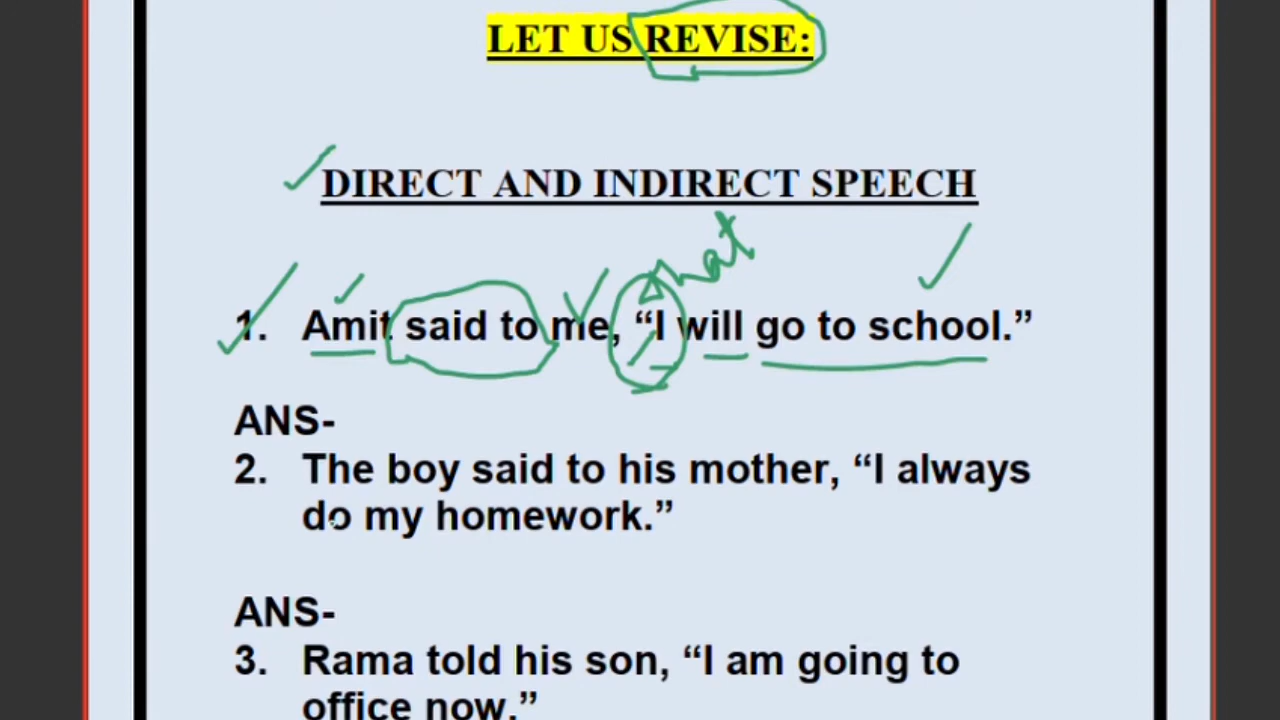 LET US REVISE:
DIRECT AND INDIRECT SPEECH
that
1. Amit said to me, “I will go to school.”
ANS-
2. The boy said to his mother, “I always
do my homework.”
ANS-
3. Rama told his son, “I am going to
office now.”